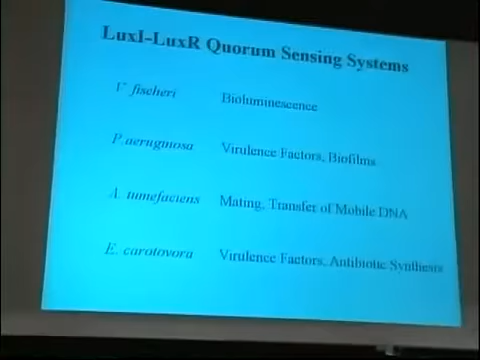 LuxI-LuxR Quorum Sensing Systems
V fischeri Bioluminescence
P.aeruginosa Virulence Factors, Biofilms
A. tumefaciens Mating, Transfer of Mobile DNA
E. carotovora Virulence Factors, Antibiotic Synthesis